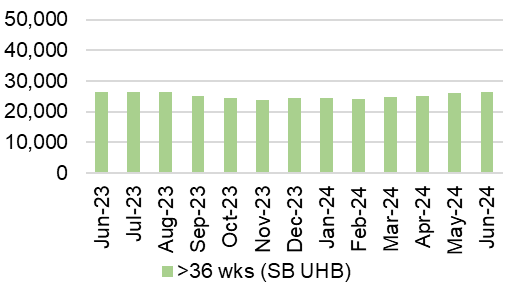 50,000
40,000
30,000
20,000
10,000
0
Jun-23
Jul-23
Aug-23
Sep-23
Oct-23
Nov-23
Dec-23
Jan-24
Feb-24
Mar-24
Apr-24
May-24
Jun-24
>36 wks (SB UHB)